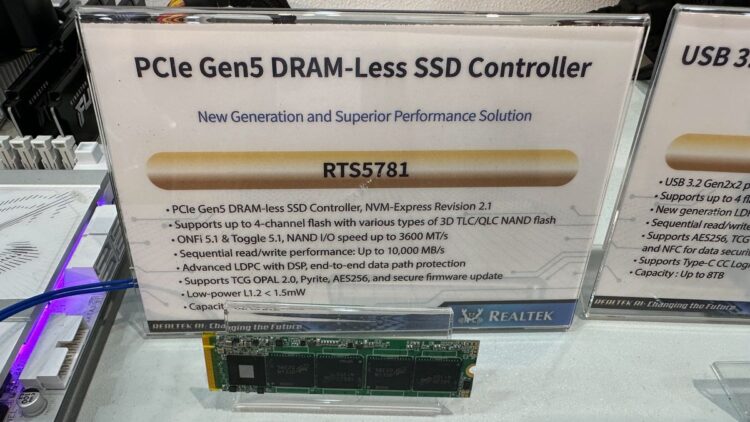 PCIe Gen5 DRAM-Less SSD Controller
New Generation and Superior Performance Solution
RTS5781
• PCIe Gen5 DRAM-less SSD Controller, NVM-Express Revision 2.1
• Supports up to 4-channel flash with various types of 3D TLC/QLC NAND flash
• ONFi 5.1 & Toggle 5.1, NAND I/O speed up to 3600 MT/s
• Sequential read/write performance: Up to 10,000 MB/s
• Advanced LDPC with DSP, end-to-end data path protection
• Supports TCG OPAL 2.0, Pyrite, AES256, and secure firmware update
• Low-power L1.2 < 1.5mW
• Capaci
REALTEK AI: Changing the Future
REALTEK
USB 3.
• USB 3.2 Gen2x2 p
• Supports up to 4 fl
• New generation LD
• Sequential read/write
• Supports AES256, TCG
and NFC for data securi
• Supports Type-C CC Log
• Capacity : Up to 8TB
REALTEK AI: Changing the Future